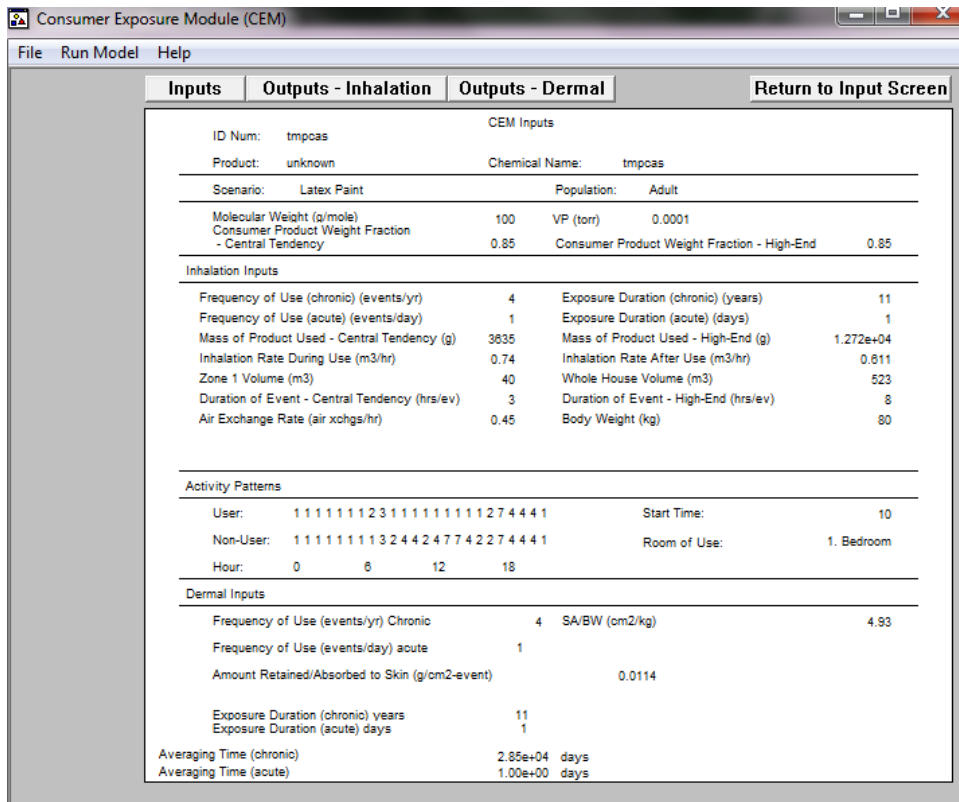 Consumer Exposure Module (CEM)
File Run Model Help
Inputs Outputs - Inhalation Outputs - Dermal Return to Input Screen
CEM Inputs
ID Num: tmpcas
Product: unknown Chemical Name: tmpcas
Scenario: Latex Paint Population: Adult
Molecular Weight (g/mole) 100 VP (torr) 0.0001
Consumer Product Weight Fraction
- Central Tendency 0.85 Consumer Product Weight Fraction - High-End 0.85
Inhalation Inputs
Frequency of Use (chronic) (events/yr) 4 Exposure Duration (chronic) (years) 11
Frequency of Use (acute) (events/day) 1 Exposure Duration (acute) (days) 1
Mass of Product Used - Central Tendency (g) 3635 Mass of Product Used - High-End (g) 1.272e+04
Inhalation Rate During Use (m3/hr) 0.74 Inhalation Rate After Use (m3/hr) 0.611
Zone 1 Volume (m3) 40 Whole House Volume (m3) 523
Duration of Event - Central Tendency (hrs/ev) 3 Duration of Event - High-End (hrs/ev) 8
Air Exchange Rate (air xchgs/hr) 0.45 Body Weight (kg) 80
Activity Patterns
User: 1 1 1 1 1 1 1 2 3 1 1 1 1 1 1 1 1 1 2 7 4 4 4 1 Start Time: 10
Non-User: 1 1 1 1 1 1 1 1 3 2 4 4 2 4 7 7 4 2 2 7 4 4 4 1 Room of Use: 1. Bedroom
Hour: 0 6 12 18
Dermal Inputs
Frequency of Use (events/yr) Chronic 4 SA/BW (cm2/kg) 4.93
Frequency of Use (events/day) acute 1
Amount Retained/Absorbed to Skin (g/cm2-event) 0.0114
Exposure Duration (chronic) years 11
Exposure Duration (acute) days 1
Averaging Time (chronic) 2.85e+04 days
Averaging Time (acute) 1.00e+00 days